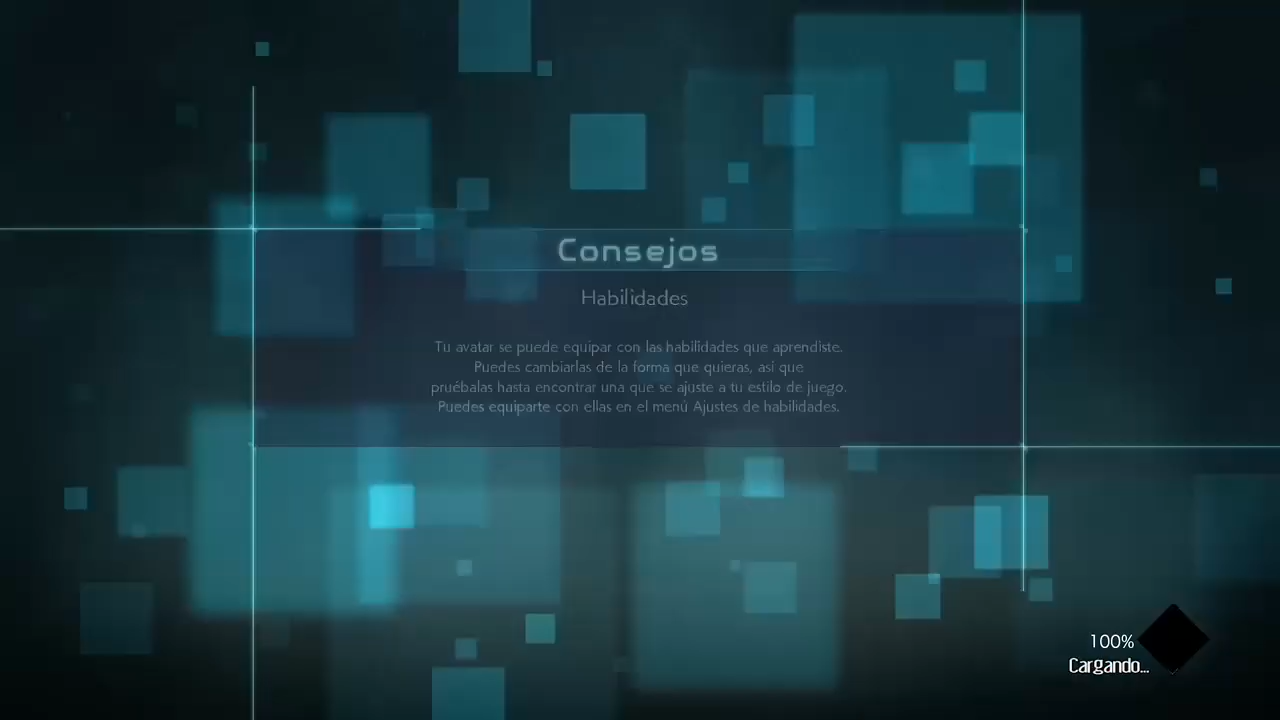 Consejos
Habilidades
Tu avatar se puede equipar con las habilidades que aprendiste.
Puedes cambiarlas de la forma que quieras, así que
pruébalas hasta encontrar una que se ajuste a tu estilo de juego.
Puedes equiparte con ellas en el menú Ajustes de habilidades.
100%
Cargando...